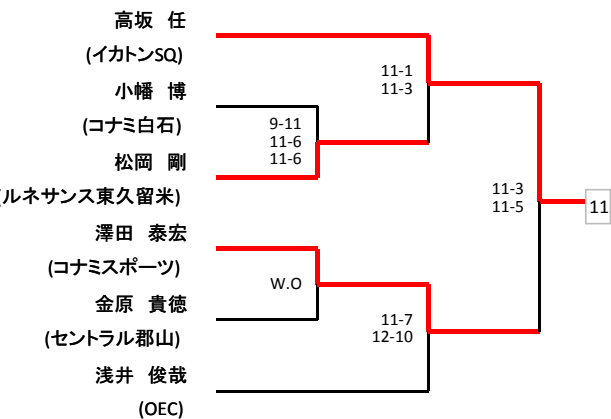 高坂 任
(イカトンSQ)
小幡 博
(コナミ白石)
松岡 剛
(ルネサンス東久留米)
澤田 泰宏
(コナミスポーツ)
金原 貴徳
(セントラル郡山)
浅井 俊哉
(OEC)
9-11
11-6
11-6
W.O
11-1
11-3
11-7
12-10
11-3
11-5
11